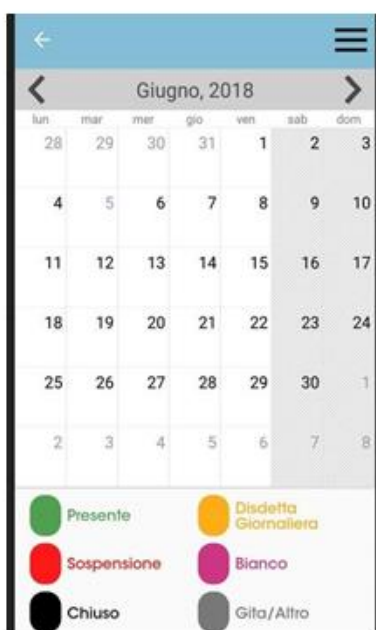 Giugno, 2018
lun mar mer gio ven sab dom
28 29 30 31 1 2 3
4 5 6 7 8 9 10
11 12 13 14 15 16 17
18 19 20 21 22 23 24
25 26 27 28 29 30 1
2 3 4 5 6 7 8
Presente
Disdetta
Giornaliera
Sospensione
Bianco
Chiuso
Gita/Altro